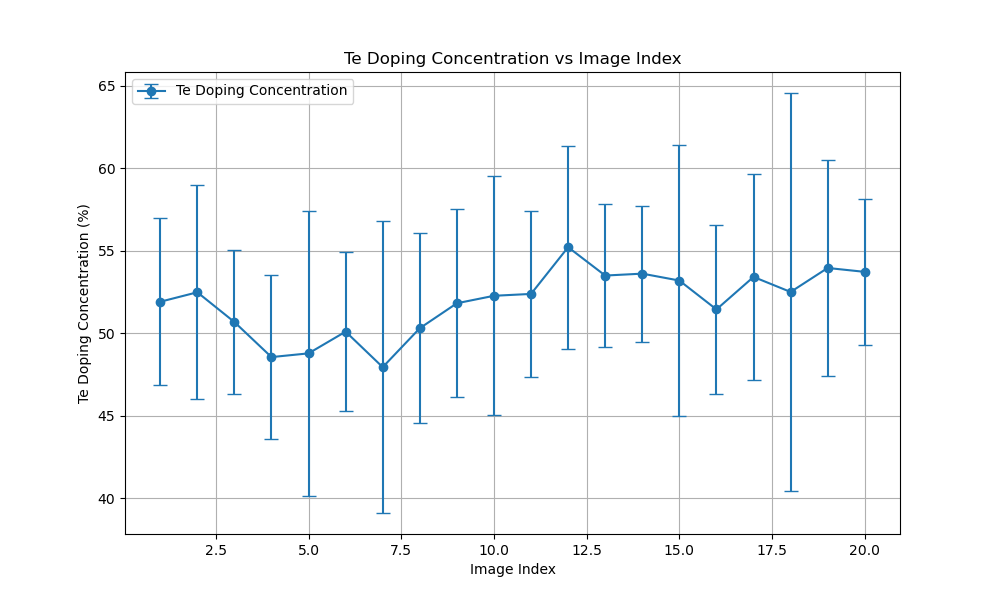 Te Doping Concentration vs Image Index
Te Doping Concentration
Te Doping Concentration (%)
65
60
55
50
45
40
2.5 5.0 7.5 10.0 12.5 15.0 17.5 20.0
Image Index